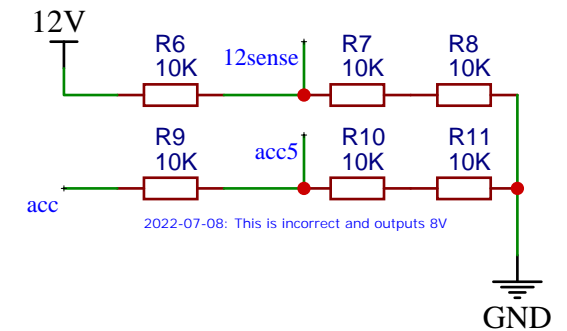 12V
R6
10K
12sense
R7
10K
R8
10K
R9
10K
acc5
R10
10K
R11
10K
acc
2022-07-08: This is incorrect and outputs 8V
GND